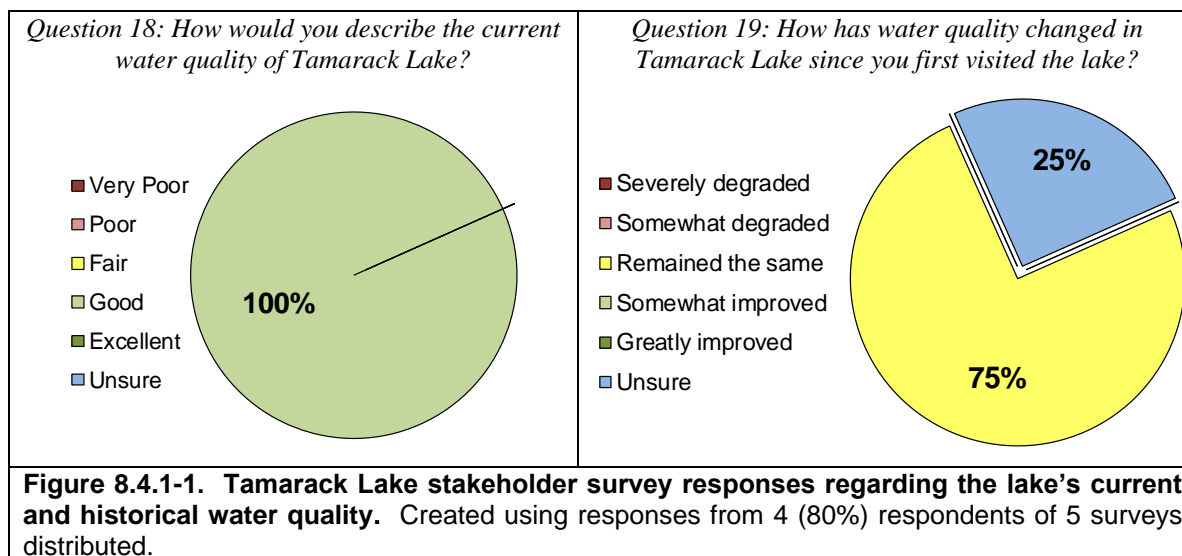 Question 18: How would you describe the current
water quality of Tamarack Lake?
Very Poor
Poor
Fair
Good
Excellent
Unsure
100%
Question 19: How has water quality changed in
Tamarack Lake since you first visited the lake?
Severely degraded
Somewhat degraded
Remained the same
Somewhat improved
Greatly improved
Unsure
25%
75%
Figure 8.4.1-1. Tamarack Lake stakeholder survey responses regarding the lake's current
and historical water quality. Created using responses from 4 (80%) respondents of 5 surveys
distributed.